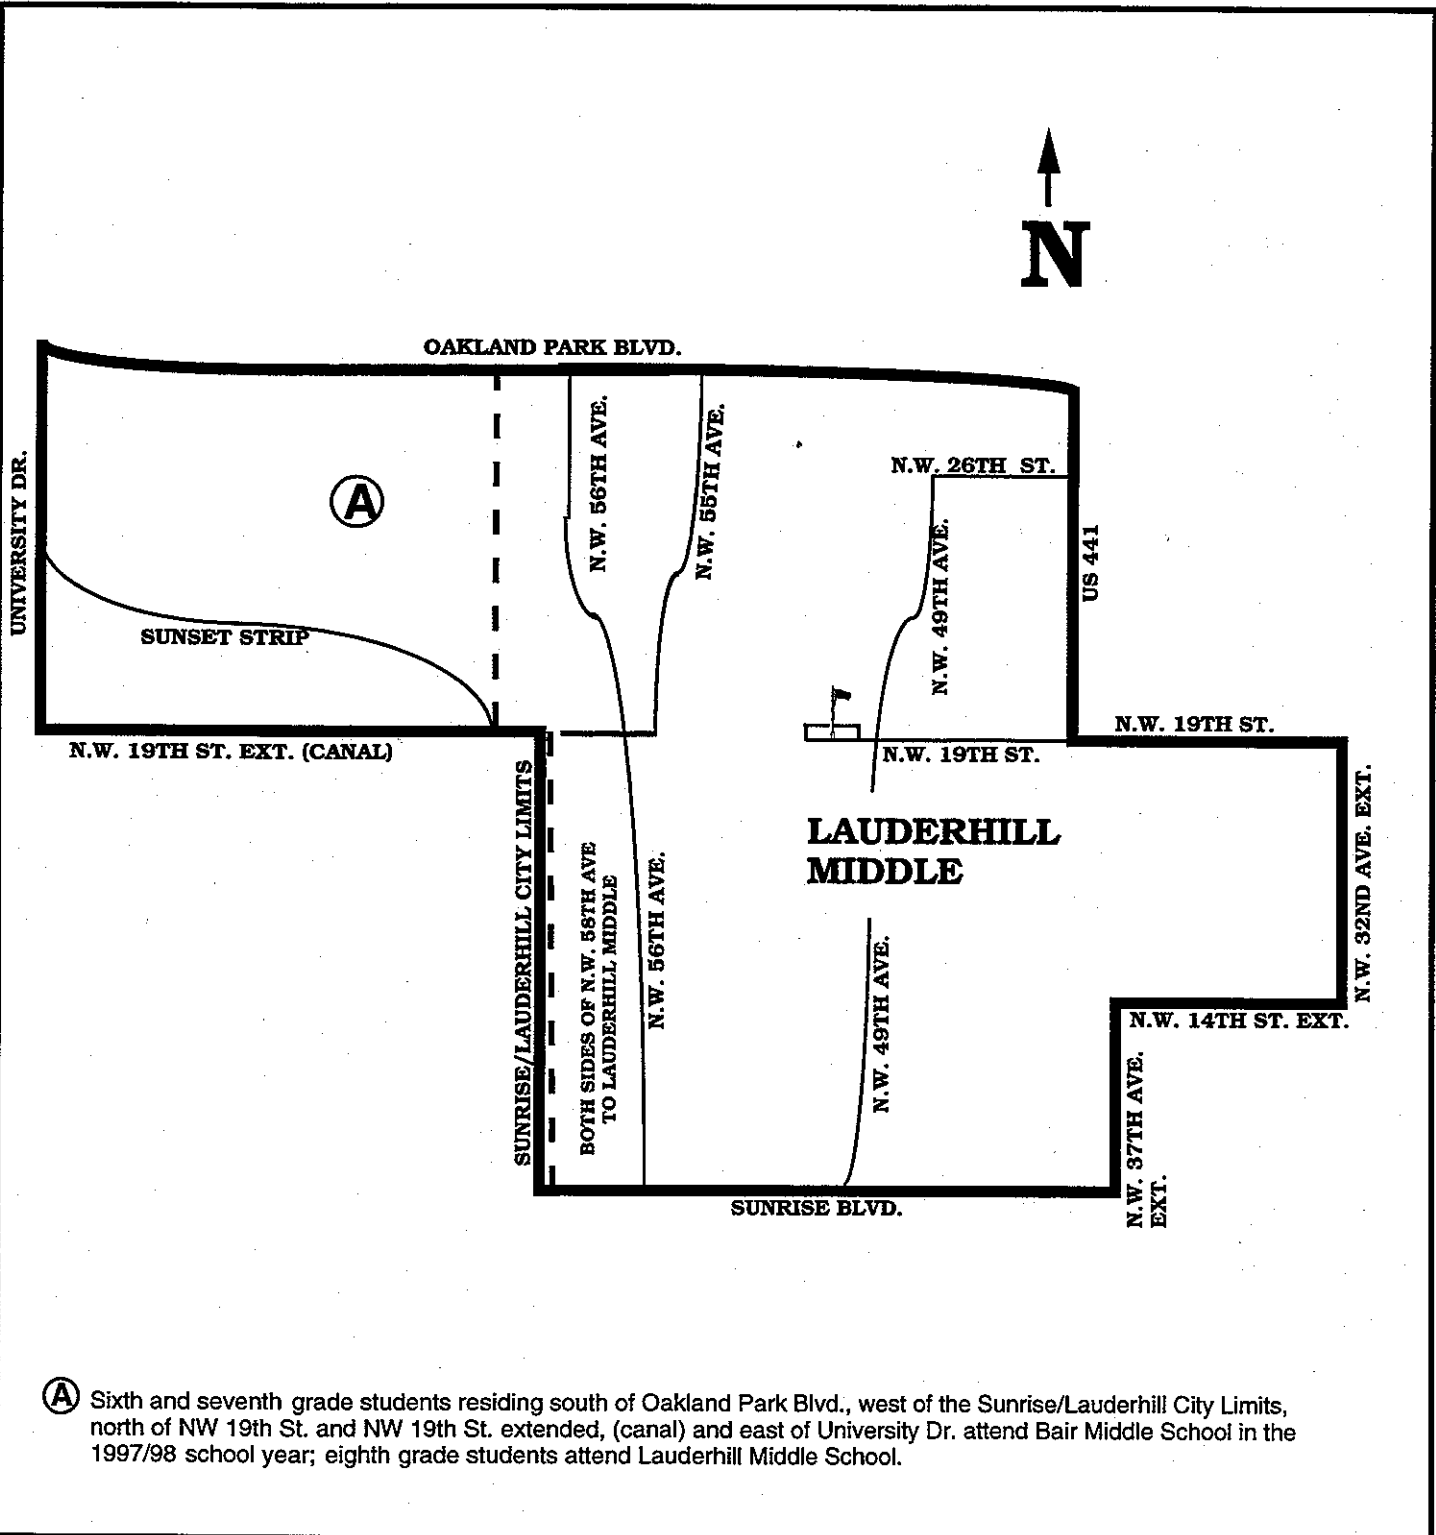 N
OAKLAND PARK BLVD.
UNIVERSITY DR.
A
N.W. 56TH AVE.
N.W. 55TH AVE.
N.W. 26TH ST.
N.W. 49TH AVE.
US 441
SUNSET STRIP
N.W. 19TH ST. EXT. (CANAL)
N.W. 19TH ST.
N.W. 19TH ST.
SUNRISE/LAUDERHILL CITY LIMITS
BOTH SIDES OF N.W. 58TH AVE
TO LAUDERHILL MIDDLE
N.W. 56TH AVE.
LAUDERHILL
MIDDLE
N.W. 49TH AVE.
N.W. 32ND AVE. EXT.
N.W. 14TH ST. EXT.
N.W. 37TH AVE.
EXT.
SUNRISE BLVD.
A Sixth and seventh grade students residing south of Oakland Park Blvd., west of the Sunrise/Lauderhill City Limits,
north of NW 19th St. and NW 19th St. extended, (canal) and east of University Dr. attend Bair Middle School in the
1997/98 school year; eighth grade students attend Lauderhill Middle School.